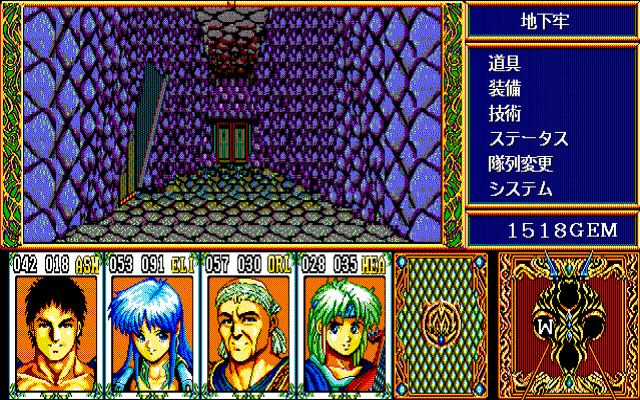 地下牢
道具
装備
技術
ステータス
隊列変更
システム
1518GEM
042 018 ASH
053 091 ELI
057 030 ORL
028 035 MEA
W